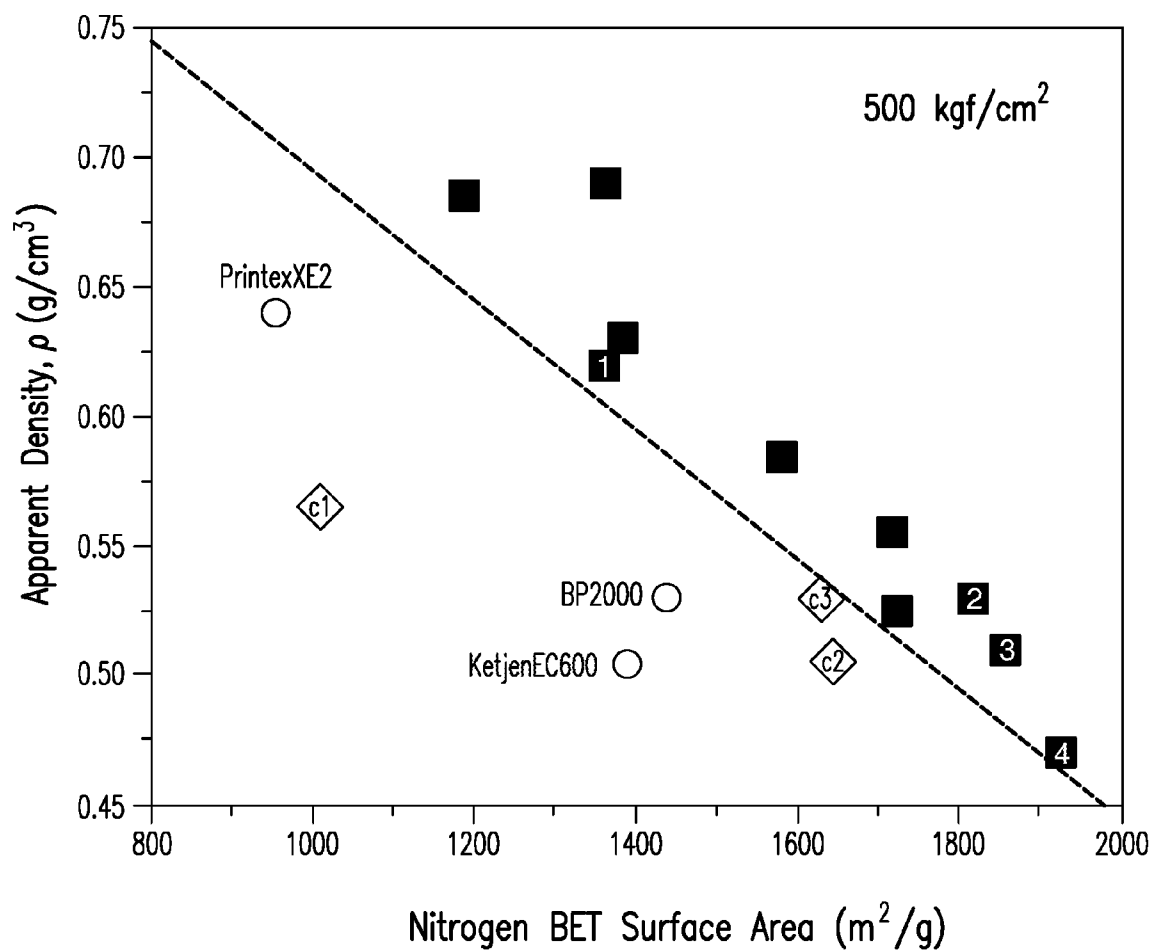 0.75
500 kgf/cm²
0.70
PrintexXE2
0.65
1
0.60
c1
0.55
BP2000
c3
2
KetjenEC600
c2
3
0.50
4
0.45
800
1000
1200
1400
1600
1800
2000
Apparent Density, ρ (g/cm³)
Nitrogen BET Surface Area (m²/g)